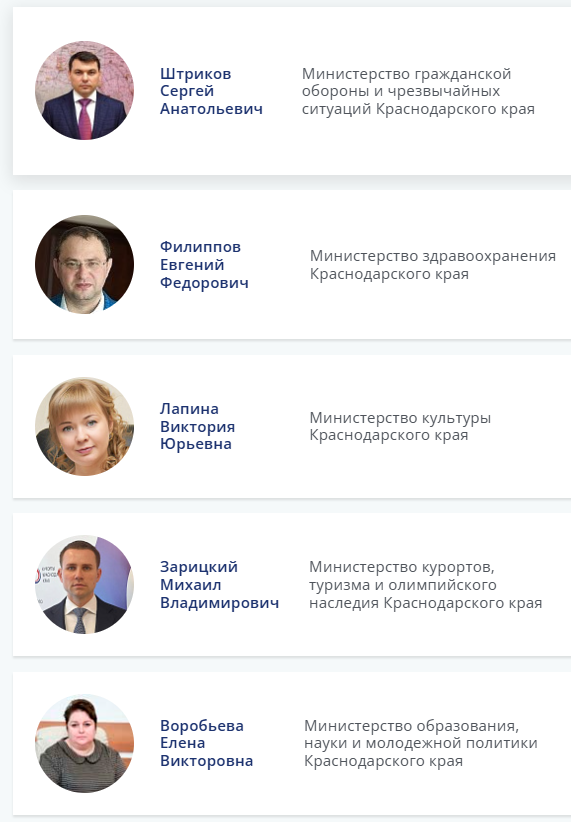 Штриков
Сергей
Анатольевич
Министерство гражданской
обороны и чрезвычайных
ситуаций Краснодарского края
Филиппов
Евгений
Федорович
Министерство здравоохранения
Краснодарского края
Лапина
Виктория
Юрьевна
Министерство культуры
Краснодарского края
Зарицкий
Михаил
Владимирович
Министерство курортов,
туризма и олимпийского
наследия Краснодарского края
Воробьева
Елена
Викторовна
Министерство образования,
науки и молодежной политики
Краснодарского края